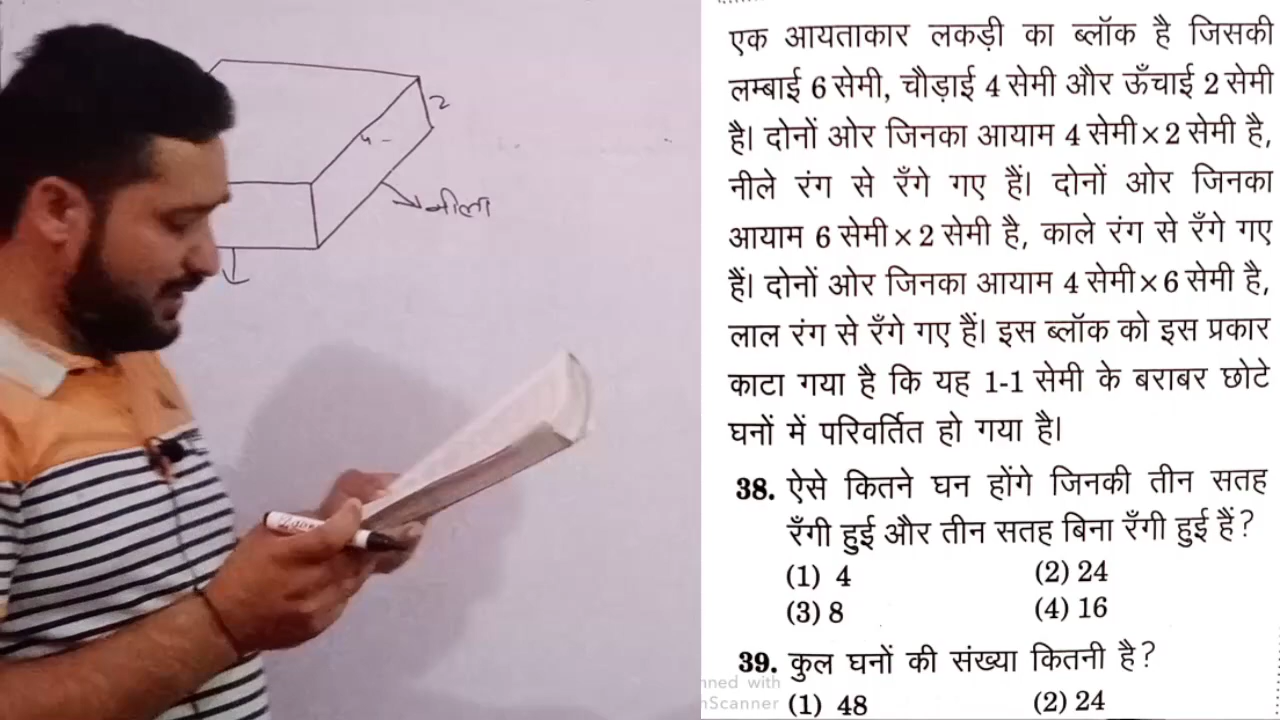 2
4
नीला
एक आयताकार लकड़ी का ब्लॉक है जिसकी
लम्बाई 6 सेमी, चौड़ाई 4 सेमी और ऊँचाई 2 सेमी
है। दोनों ओर जिनका आयाम 4 सेमी×2 सेमी है,
नीले रंग से रँगे गए हैं। दोनों ओर जिनका
आयाम 6 सेमी×2 सेमी है, काले रंग से रँगे गए
हैं। दोनों ओर जिनका आयाम 4 सेमी×6 सेमी है,
लाल रंग से रँगे गए हैं। इस ब्लॉक को इस प्रकार
काटा गया है कि यह 1-1 सेमी के बराबर छोटे
घनों में परिवर्तित हो गया है।
38. ऐसे कितने घन होंगे जिनकी तीन सतह
रँगी हुई और तीन सतह बिना रँगी हुई हैं?
(1) 4 (2) 24
(3) 8 (4) 16
39. कुल घनों की संख्या कितनी है?
nned with
Scanner (1) 48 (2) 24